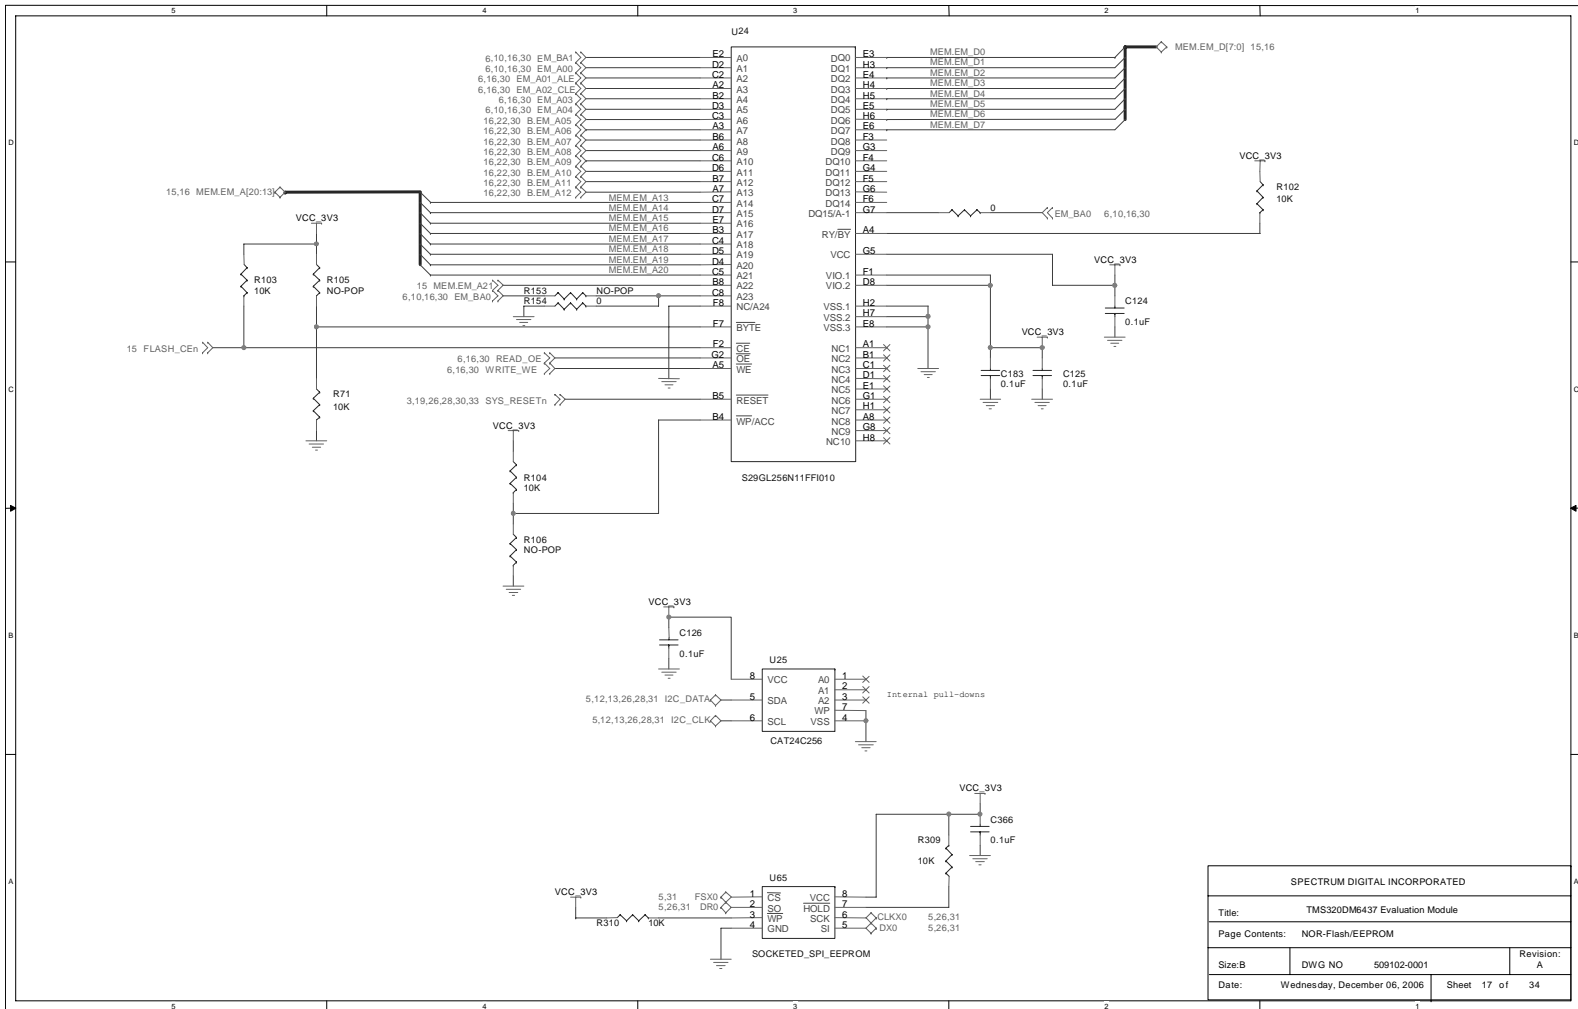 5 4 3 2 1
D
C
B
A
U24
6,10,16,30 EM_BA1
6,10,16,30 EM_A00
6,16,30 EM_A01_ALE
6,16,30 EM_A02_CLE
6,16,30 EM_A03
6,10,16,30 EM_A04
16,22,30 B.EM_A05
16,22,30 B.EM_A06
16,22,30 B.EM_A07
16,22,30 B.EM_A08
16,22,30 B.EM_A09
16,22,30 B.EM_A10
16,22,30 B.EM_A11
16,22,30 B.EM_A12
15,16 MEM.EM_A[20:13]
MEM.EM_A13
MEM.EM_A14
MEM.EM_A15
MEM.EM_A16
MEM.EM_A17
MEM.EM_A18
MEM.EM_A19
MEM.EM_A20
15 MEM.EM_A21
6,10,16,30 EM_BA0
R153 NO-POP
R154 0
E2 A0
D2 A1
C2 A2
A2 A3
B2 A4
D3 A5
C3 A6
A3 A7
B6 A8
A6 A9
C6 A10
D6 A11
B7 A12
A7 A13
C7 A14
D7 A15
E7 A16
B3 A17
C4 A18
D5 A19
D4 A20
C5 A21
B8 A22
C8 A23
F8 NC/A24
F7 BYTE
F2 CE
G2 OE
A5 WE
B5 RESET
B4 WP/ACC
DQ0 E3 MEM.EM_D0
DQ1 H3 MEM.EM_D1
DQ2 E4 MEM.EM_D2
DQ3 H4 MEM.EM_D3
DQ4 H5 MEM.EM_D4
DQ5 E5 MEM.EM_D5
DQ6 H6 MEM.EM_D6
DQ7 E6 MEM.EM_D7
DQ8 F3
DQ9 G3
DQ10 F4
DQ11 G4
DQ12 F5
DQ13 G6
DQ14 F6
DQ15/A-1 G7 0 EM_BA0 6,10,16,30
RY/BY A4
VCC G5
VIO.1 F1
VIO.2 D8
VSS.1 H2
VSS.2 H7
VSS.3 E8
NC1 A1
NC2 B1
NC3 C1
NC4 D1
NC5 E1
NC6 G1
NC7 H1
NC8 A8
NC9 G8
NC10 H8
MEM.EM_D[7:0] 15,16
VCC_3V3
R102
10K
VCC_3V3
C124
0.1uF
VCC_3V3
C183
0.1uF
C125
0.1uF
VCC_3V3
R103
10K
R105
NO-POP
15 FLASH_CEn
6,16,30 READ_OE
6,16,30 WRITE_WE
R71
10K
3,19,26,28,30,33 SYS_RESETn
VCC_3V3
R104
10K
R106
NO-POP
S29GL256N11FFI010
VCC_3V3
C126
0.1uF
U25
8 VCC
5 SDA
6 SCL
A0 1
A1 2
A2 3
WP 7
VSS 4
5,12,13,26,28,31 I2C_DATA
5,12,13,26,28,31 I2C_CLK
Internal pull-downs
CAT24C256
VCC_3V3
C366
0.1uF
R309
10K
U65
VCC_3V3
R310 10K
5,31 FSX0
5,26,31 DR0
1 CS
2 SO
3 WP
4 GND
VCC 8
HOLD 7
SCK 6
SI 5
CLKX0 5,26,31
DX0 5,26,31
SOCKETED_SPI_EEPROM
SPECTRUM DIGITAL INCORPORATED
Title: TMS320DM6437 Evaluation Module
Page Contents: NOR-Flash/EEPROM
Size:B DWG NO 509102-0001 Revision: A
Date: Wednesday, December 06, 2006 Sheet 17 of 34
D
C
B
A
5 4 3 2 1